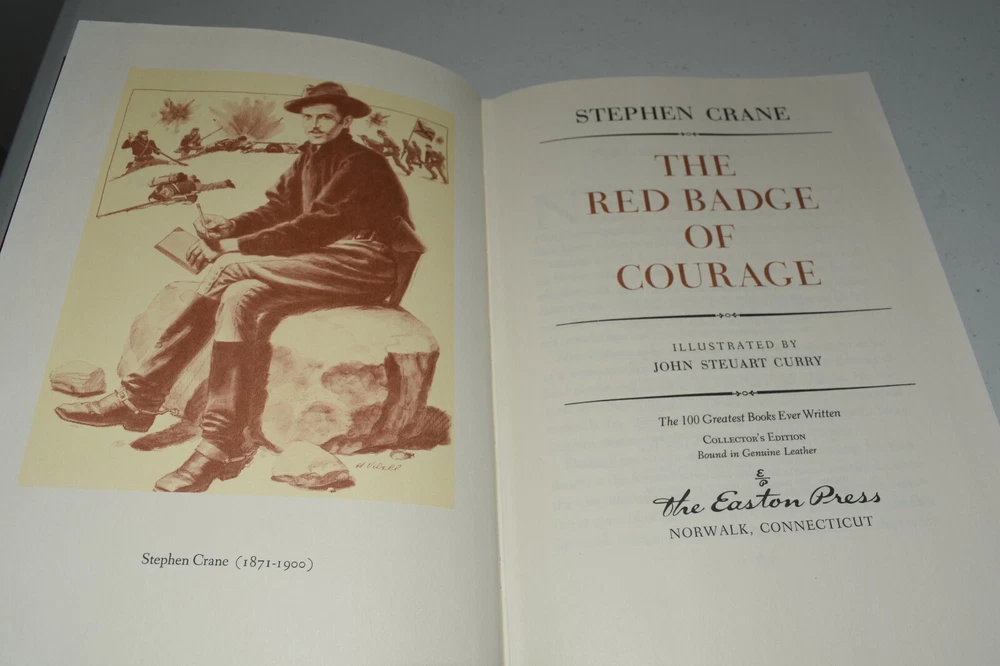 Stephen Crane (1871-1900)
STEPHEN CRANE
THE
RED BADGE
OF
COURAGE
ILLUSTRATED BY
JOHN STEUART CURRY
The 100 Greatest Books Ever Written
COLLECTOR'S EDITION
Bound in Genuine Leather
E
P
The Easton Press
NORWALK, CONNECTICUT